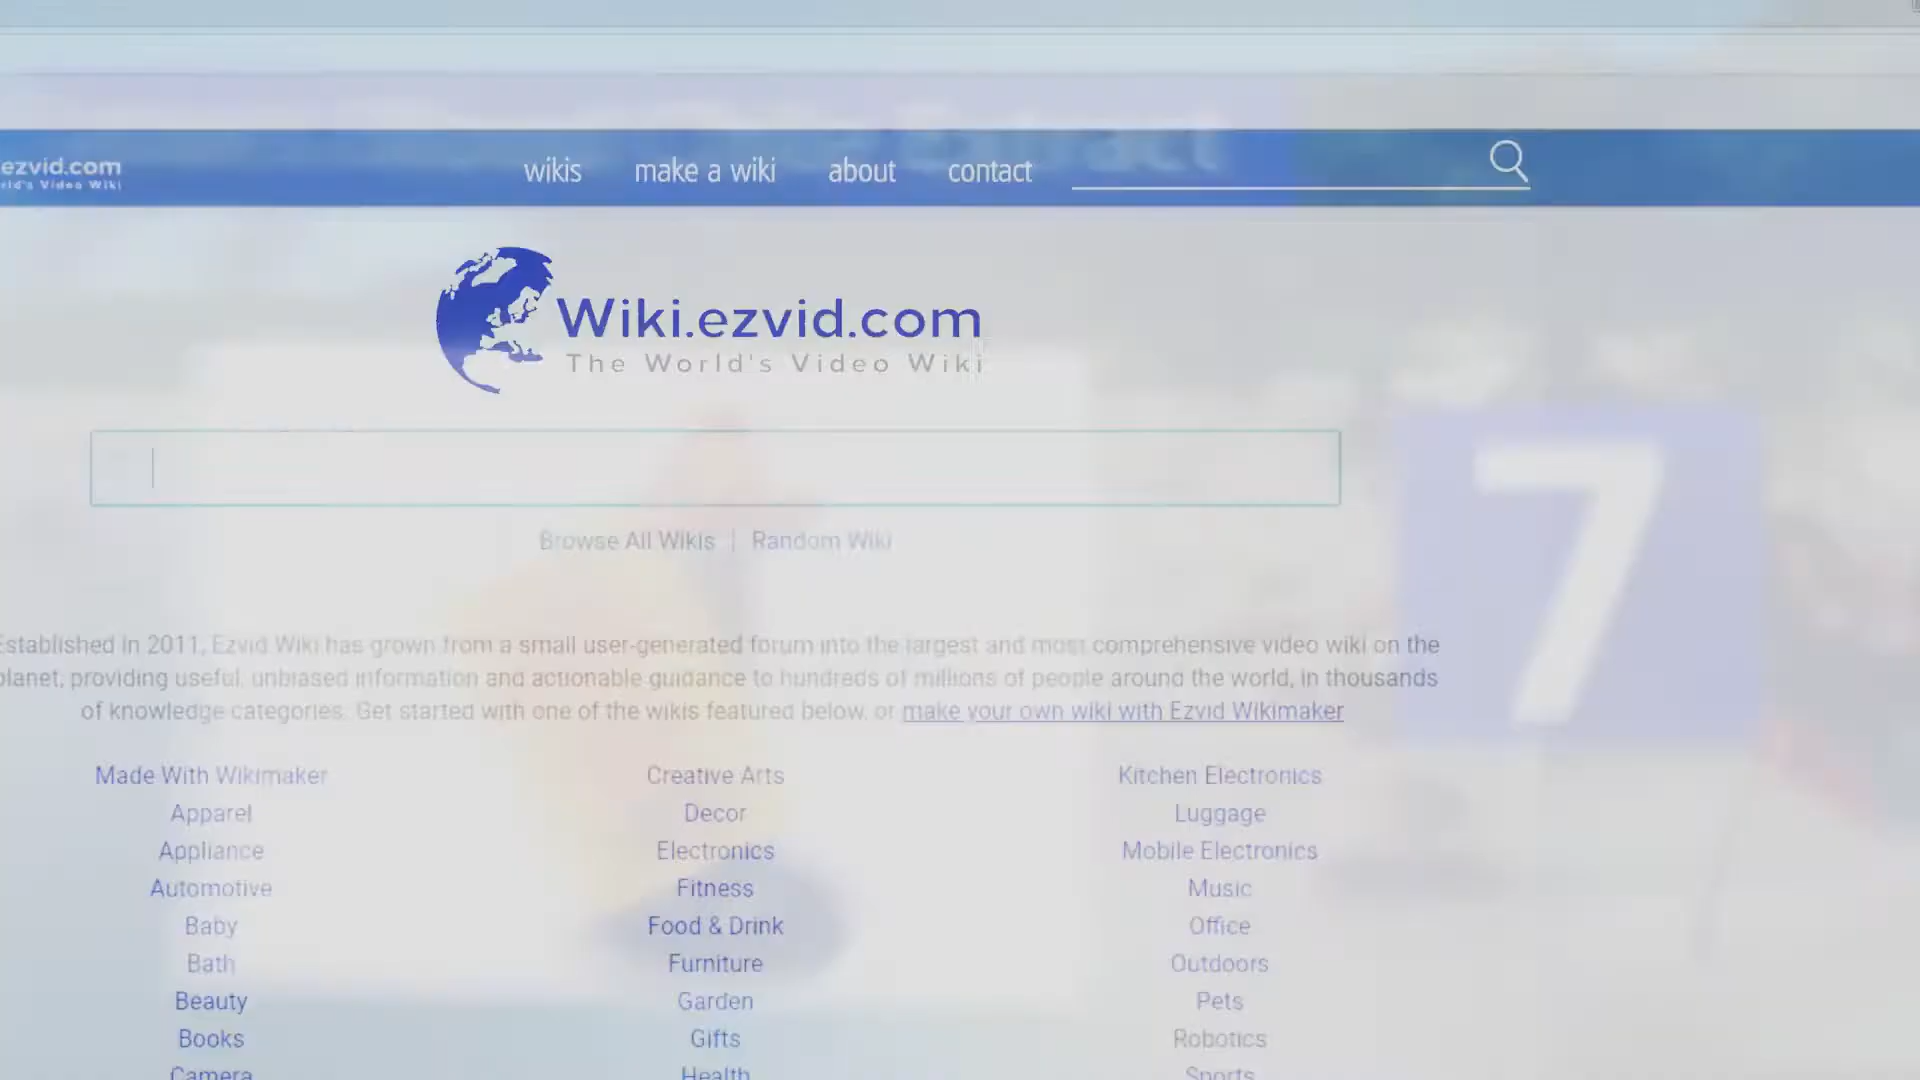 ezvid.com
wikis make a wiki about contact
Extract
Wiki.ezvid.com
The World's Video Wiki
Browse All Wikis | Random Wiki
7
Established in 2011, Ezvid Wiki has grown from a small user-generated forum into the largest and most comprehensive video wiki on the
planet, providing useful, unbiased information and actionable guidance to hundreds of millions of people around the world, in thousands
of knowledge categories. Get started with one of the wikis featured below, or make your own wiki with Ezvid Wikimaker
Made With Wikimaker Creative Arts Kitchen Electronics
Apparel Decor Luggage
Appliance Electronics Mobile Electronics
Automotive Fitness Music
Baby Food & Drink Office
Bath Furniture Outdoors
Beauty Garden Pets
Books Gifts Robotics
Camera Health Sports